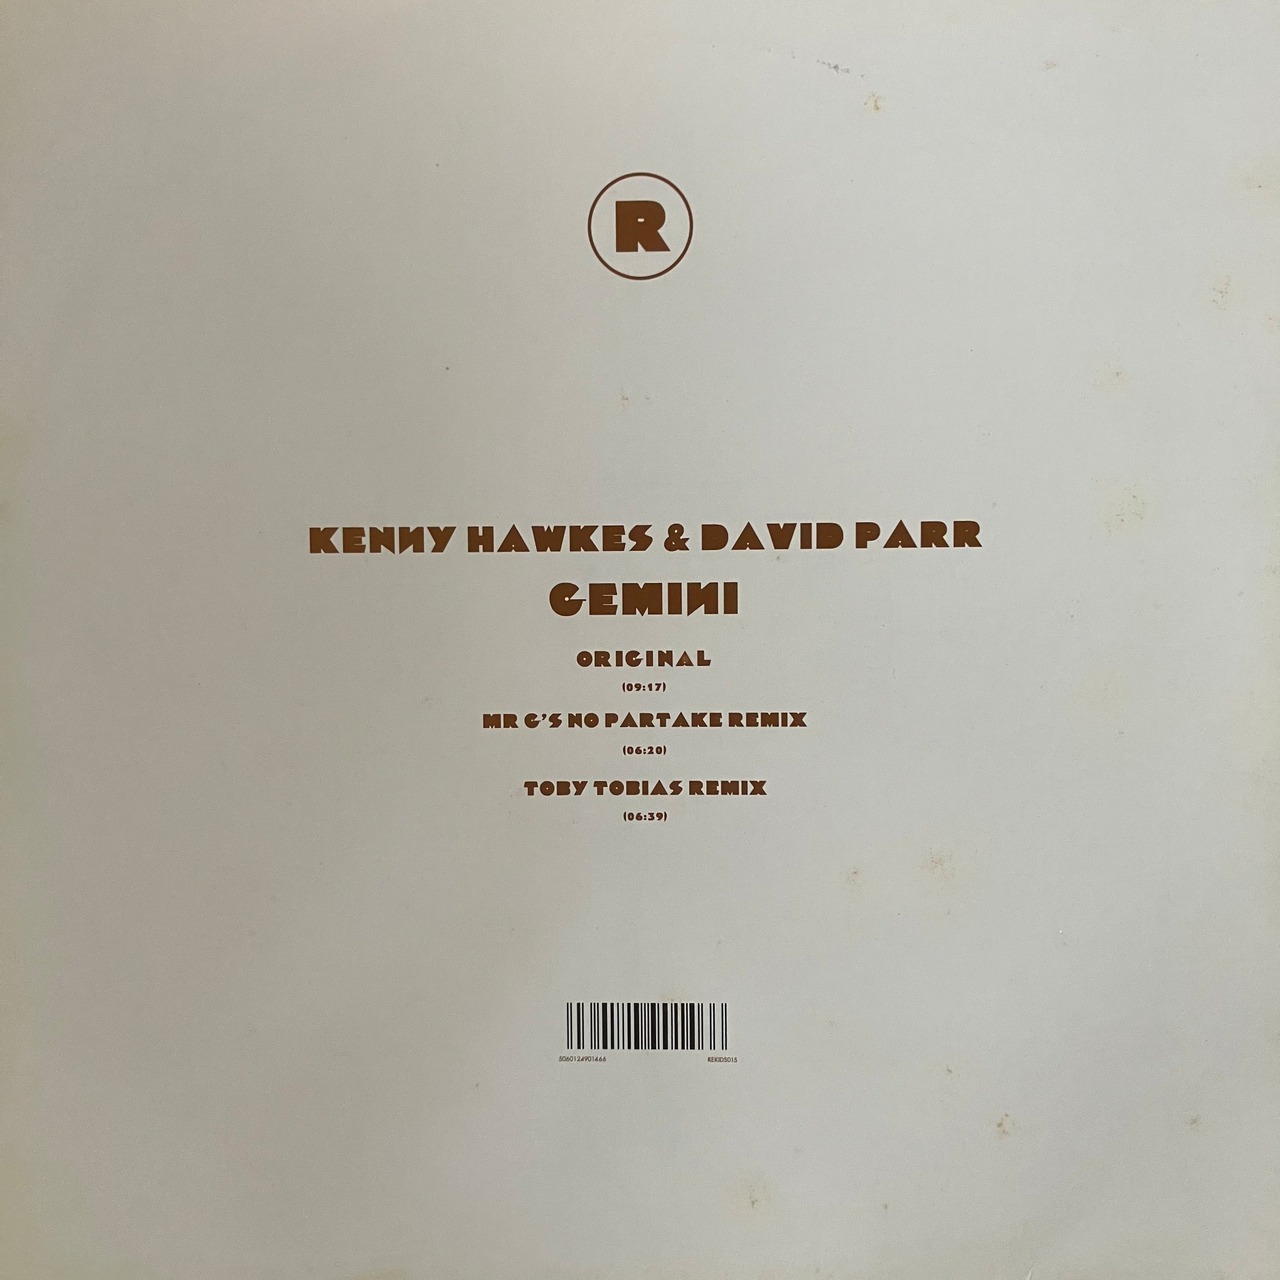 R
KENNY HAWKES & DAVID PARR
GEMINI
ORIGINAL
(09:17)
MR G'S NO PARTAKE REMIX
(06:20)
TOBY TOBIAS REMIX
(06:39)
5060124901466 REKIDS015